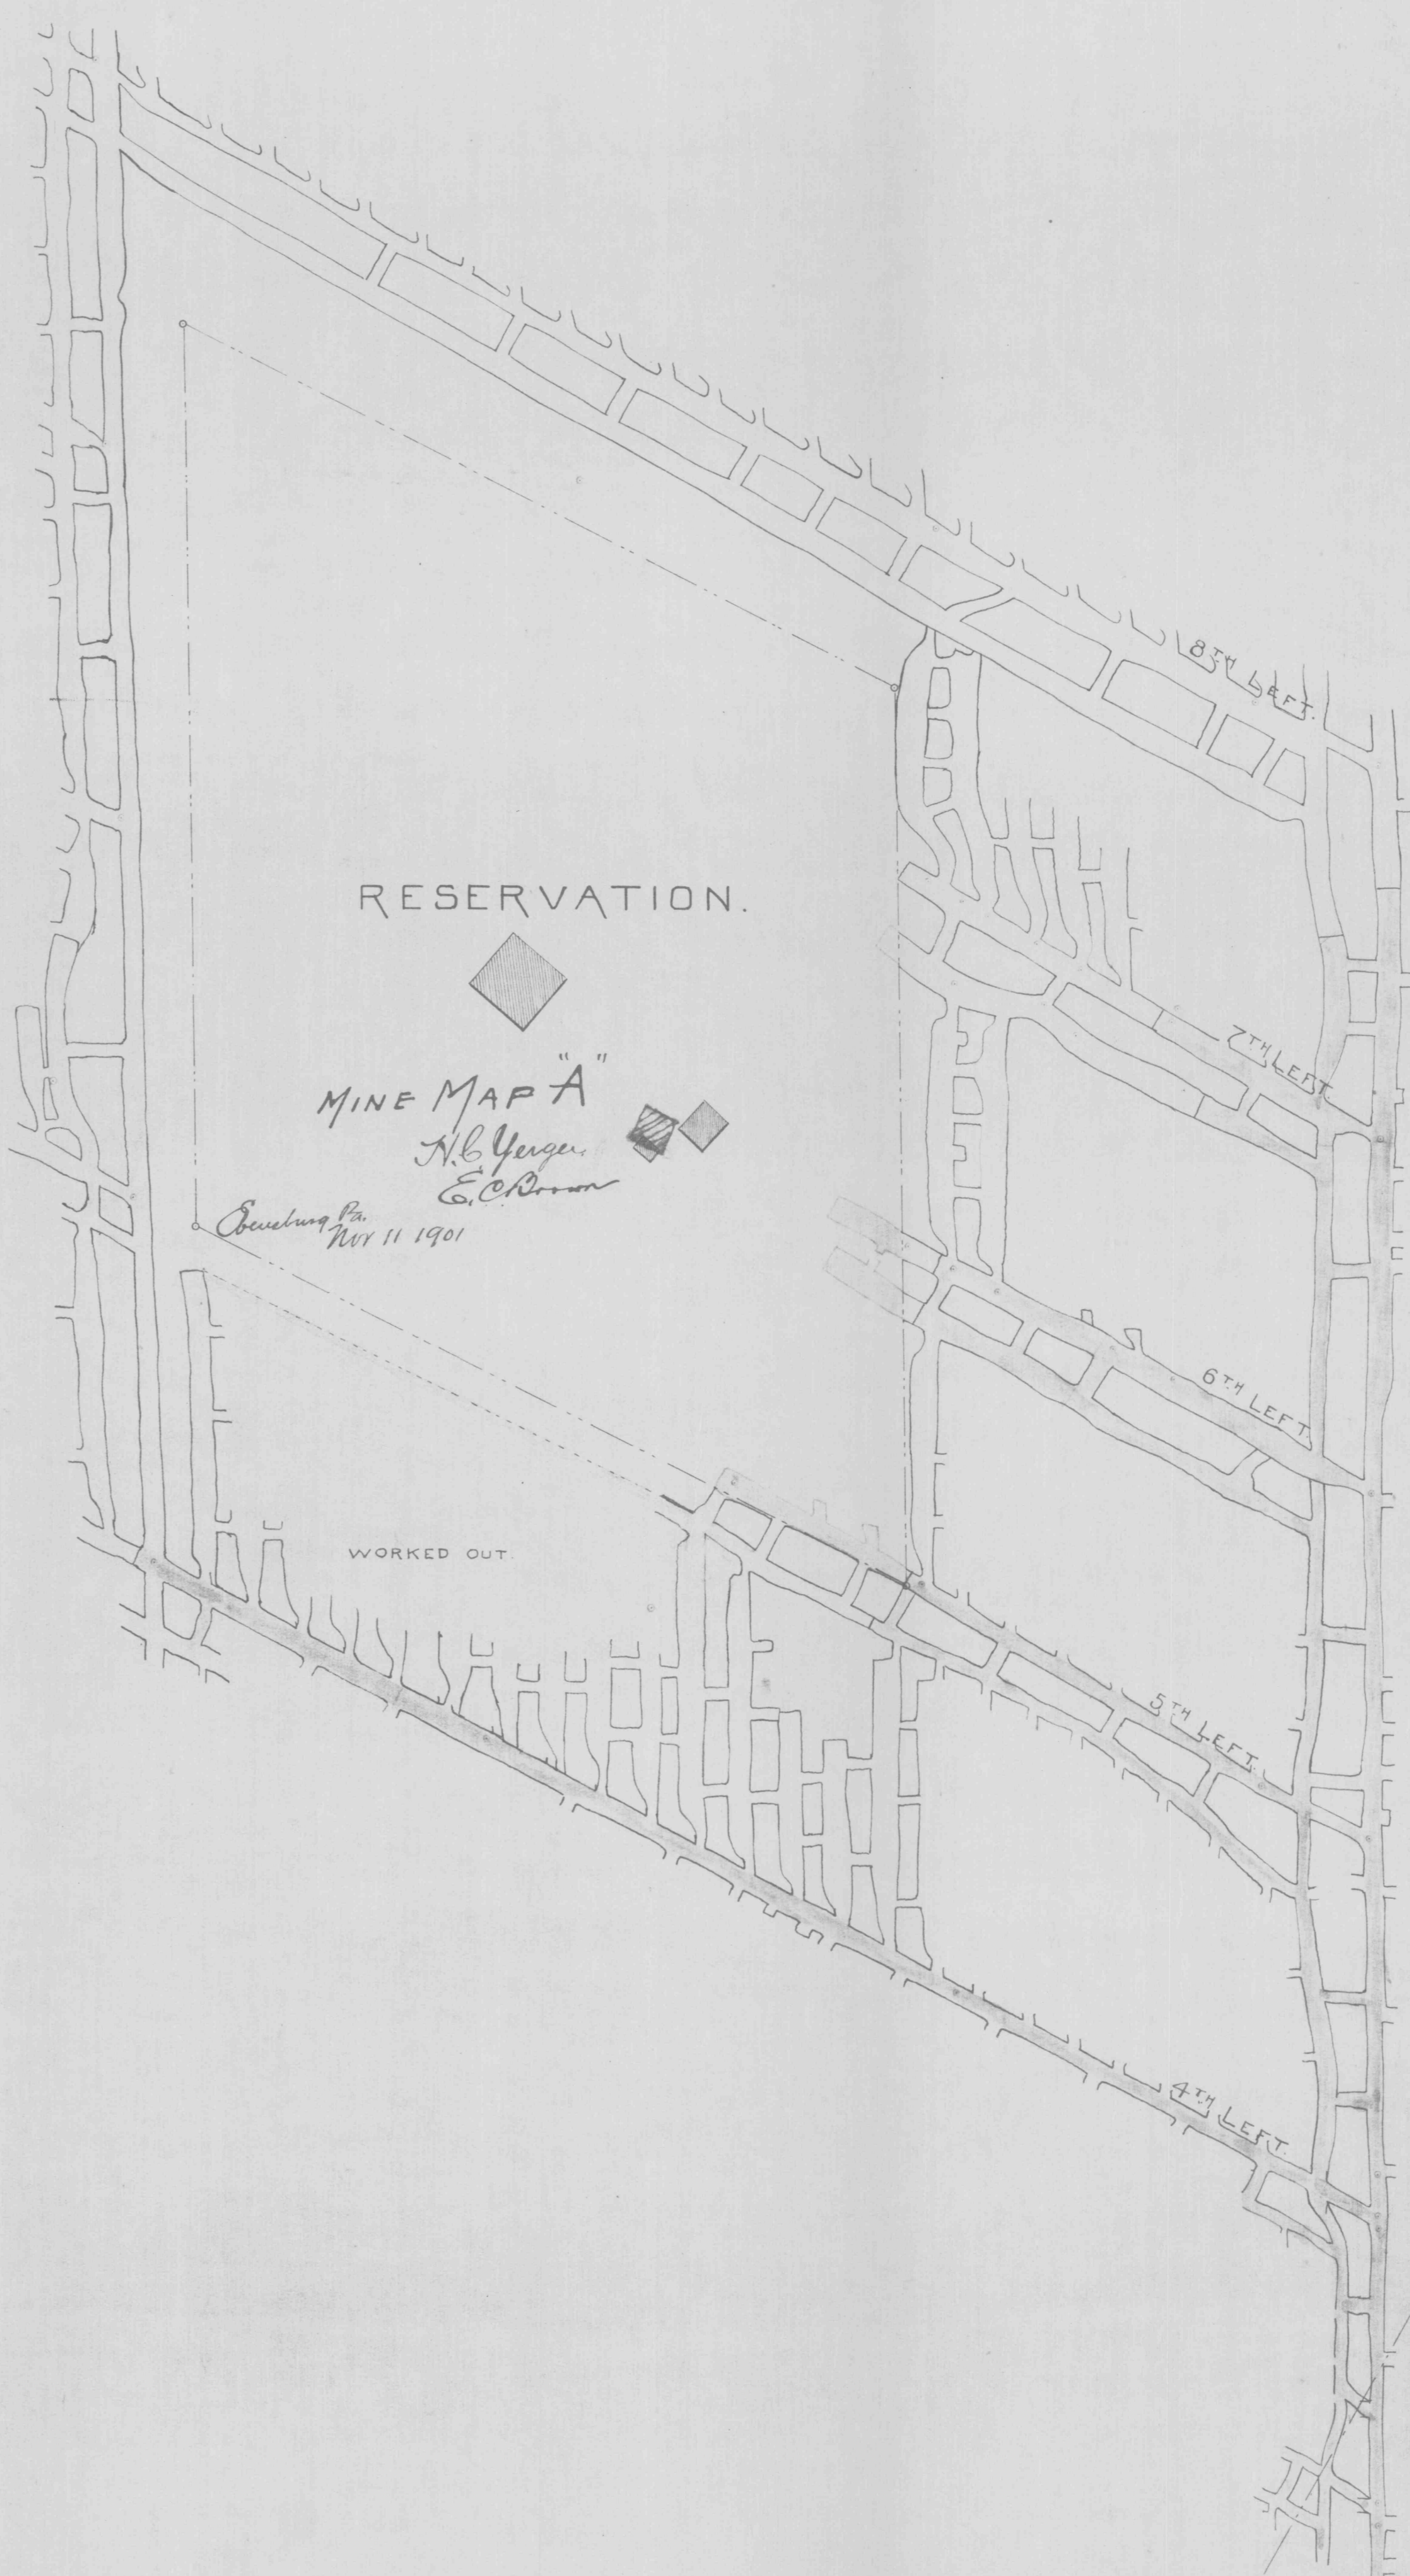 8TH LEFT.
RESERVATION.
7TH LEFT.
MINE MAP "A"
H.C. Yerger
E.C. Brown
Ebensburg Pa.
Nov 11 1901
6TH LEFT.
WORKED OUT.
5TH LEFT.
4TH LEFT.